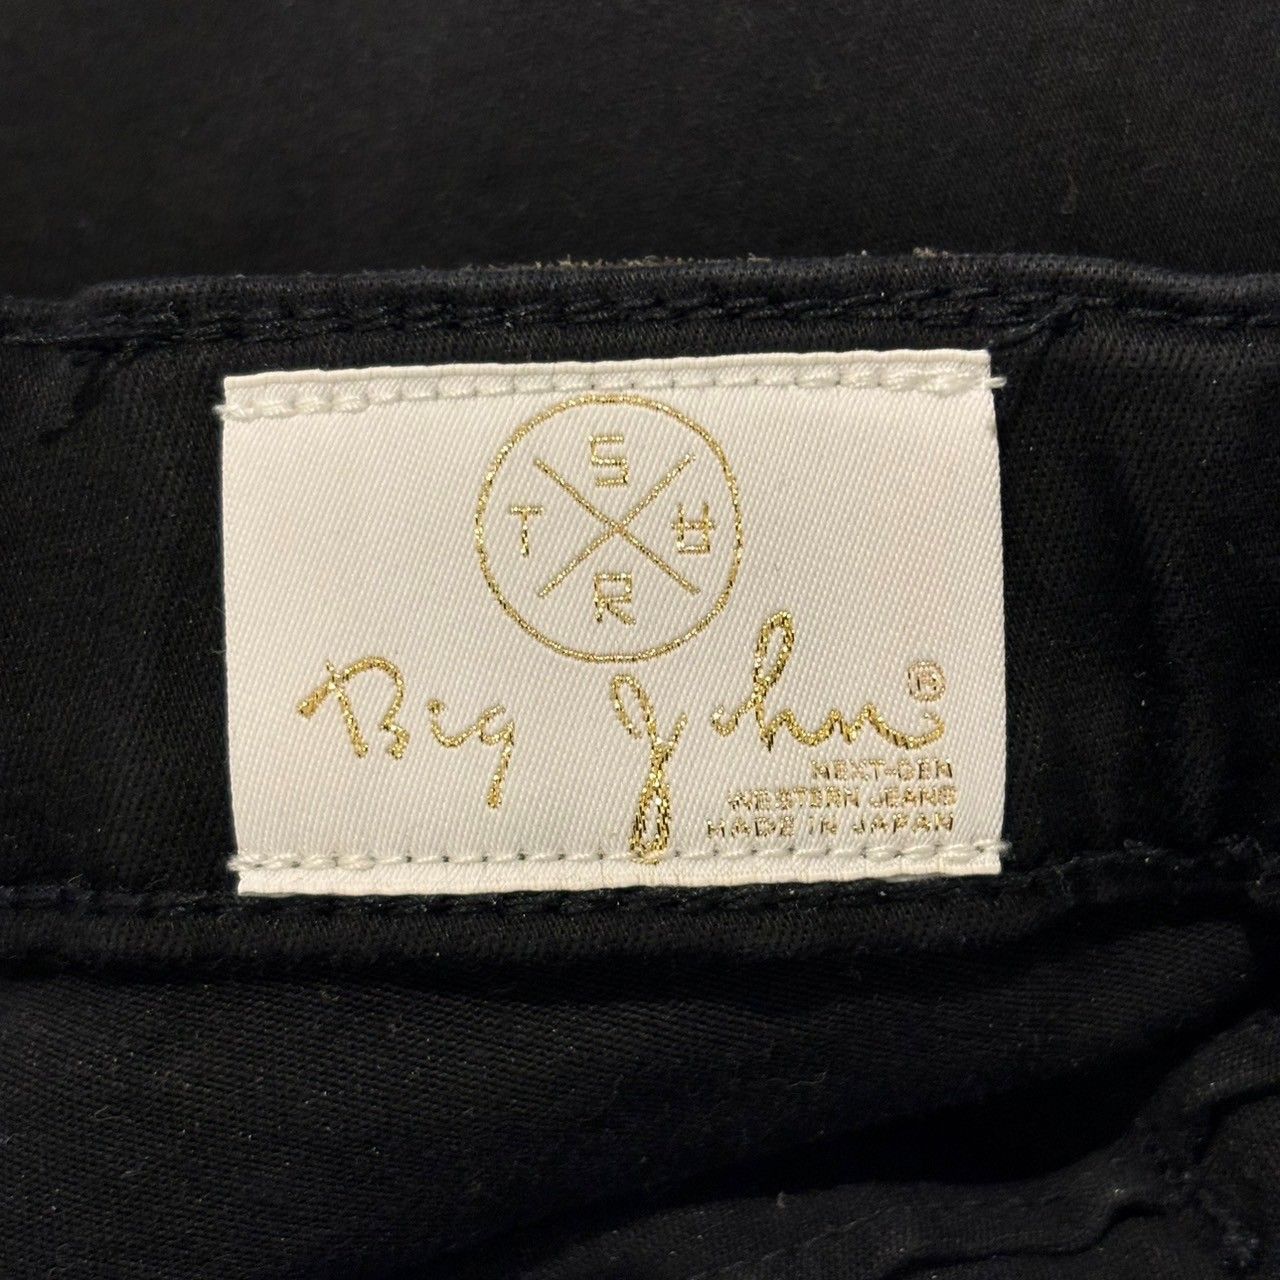 S
T A
R
Big John®
NEXT-GEN
WESTERN JEANS
MADE IN JAPAN